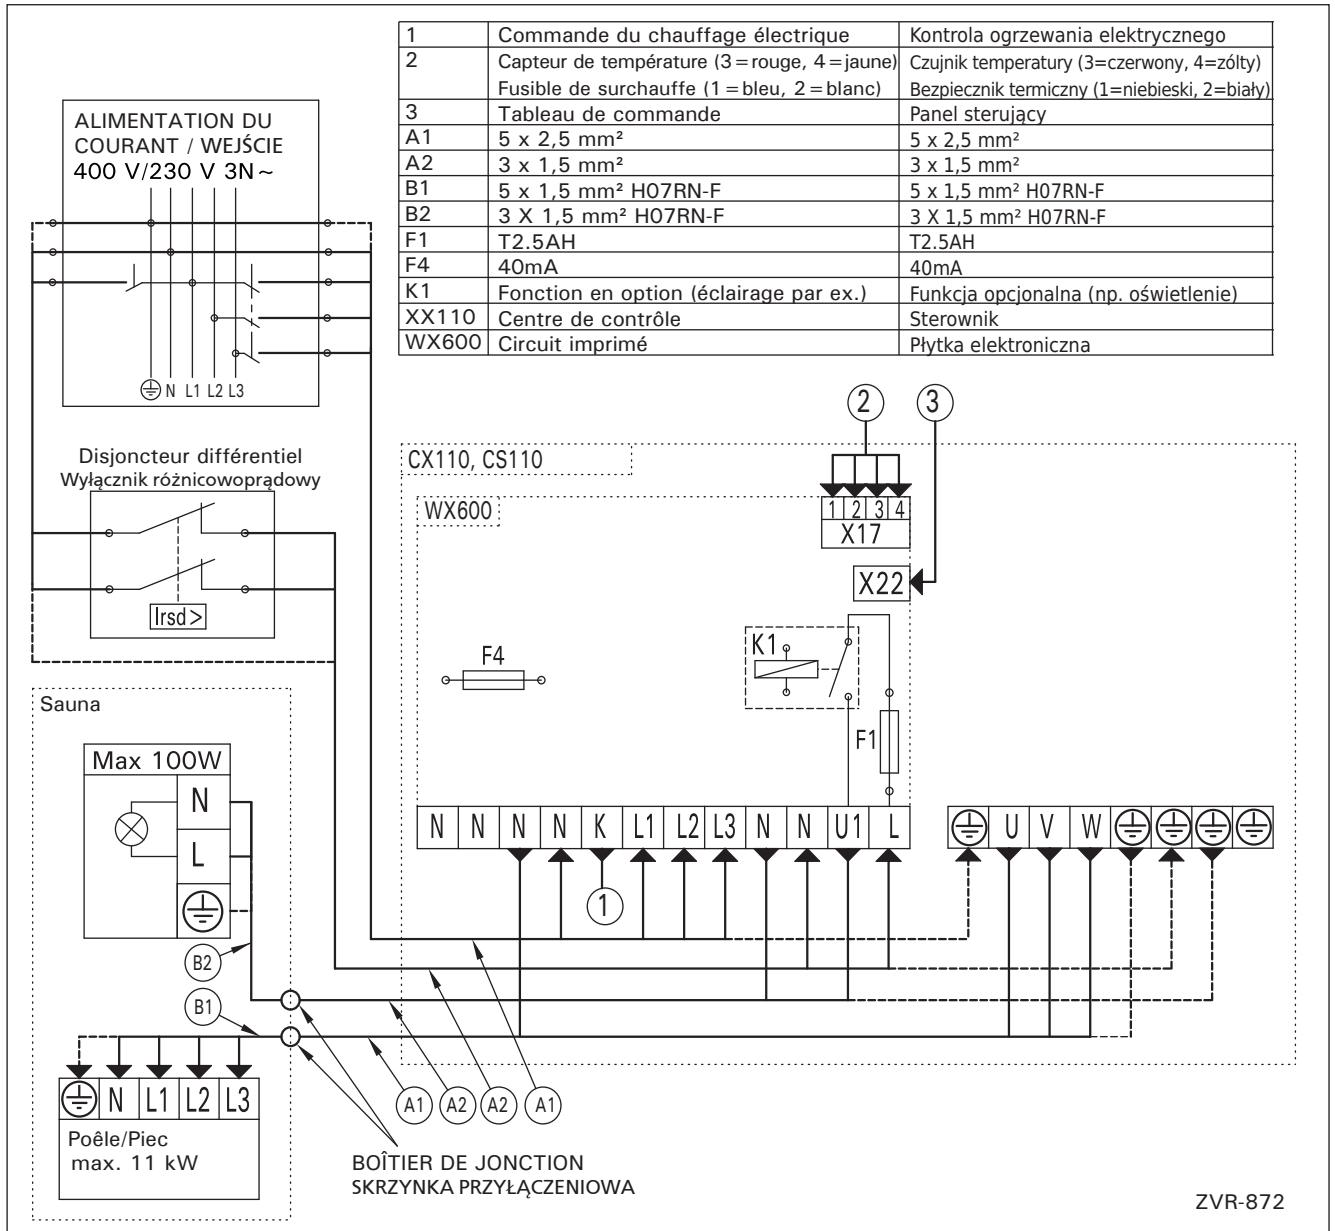 1 Commande du chauffage électrique Kontrola ogrzewania elektrycznego
2 Capteur de température (3=rouge, 4=jaune) Czujnik temperatury (3=czerwony, 4=zólty)
Fusible de surchauffe (1=bleu, 2=blanc) Bezpiecznik termiczny (1=niebieski, 2=biały)
3 Tableau de commande Panel sterujący
A1 5 x 2,5 mm² 5 x 2,5 mm²
A2 3 x 1,5 mm² 3 x 1,5 mm²
B1 5 x 1,5 mm² H07RN-F 5 x 1,5 mm² H07RN-F
B2 3 X 1,5 mm² H07RN-F 3 X 1,5 mm² H07RN-F
F1 T2.5AH T2.5AH
F4 40mA 40mA
K1 Fonction en option (éclairage par ex.) Funkcja opcjonalna (np. oświetlenie)
XX110 Centre de contrôle Sterownik
WX600 Circuit imprimé Płytka elektroniczna
ALIMENTATION DU
COURANT / WEJŚCIE
400 V/230 V 3N~
N L1 L2 L3
Disjoncteur différentiel
Wyłącznik różnicowoprądowy
Irsd>
2 3
CX110, CS110
WX600
1 2 3 4
X17
X22
K1
F4
F1
Sauna
Max 100W
N
L
N N N N K L1 L2 L3 N N U1 L
U V W
1
B2
B1
N L1 L2 L3
A1 A2 A2 A1
Poêle/Piec
max. 11 kW
BOÎTIER DE JONCTION
SKRZYNKA PRZYŁĄCZENIOWA
ZVR-872